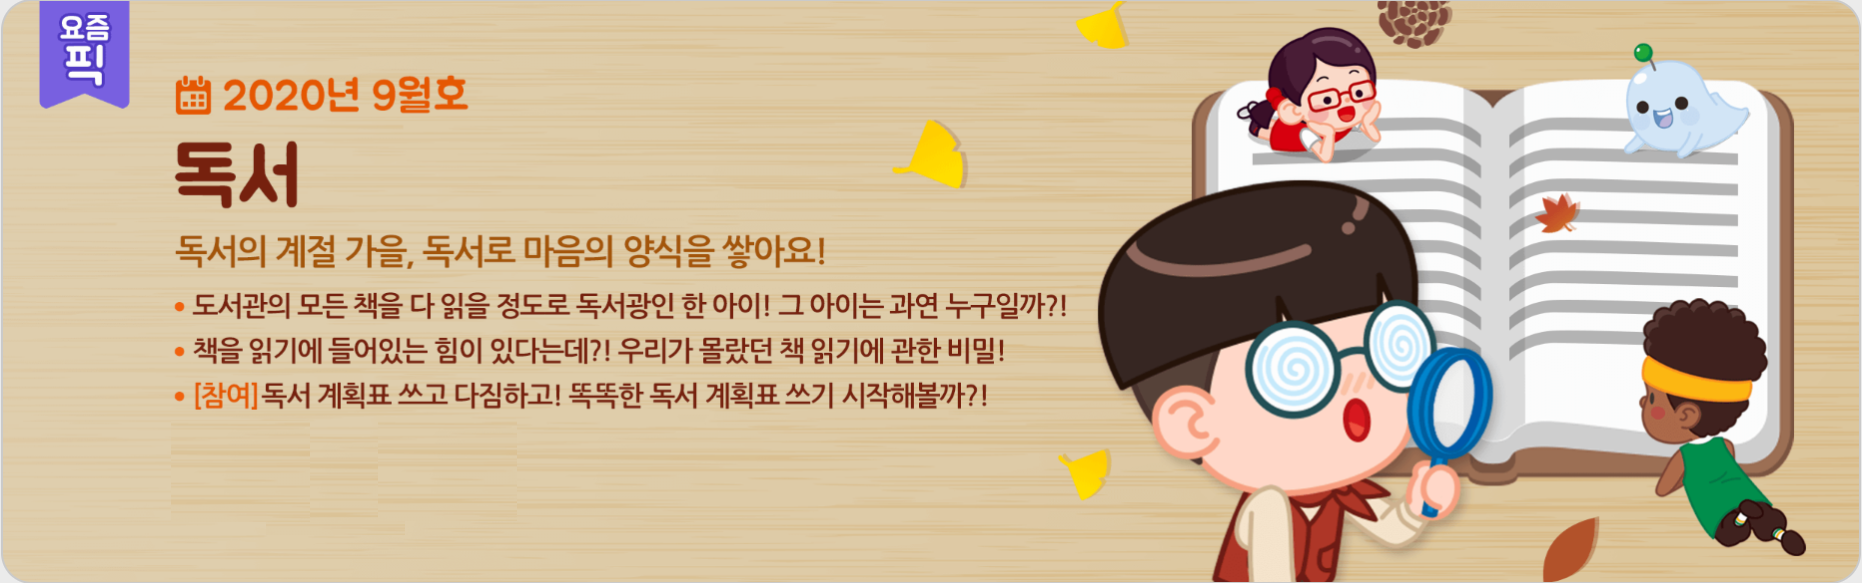 요즘
픽
2020년 9월호
독서
독서의 계절 가을, 독서로 마음의 양식을 쌓아요!
• 도서관의 모든 책을 다 읽을 정도로 독서광인 한 아이! 그 아이는 과연 누구일까?!
• 책을 읽기에 들어있는 힘이 있다는데?! 우리가 몰랐던 책 읽기에 관한 비밀!
• [참여] 독서 계획표 쓰고 다짐하고! 똑똑한 독서 계획표 쓰기 시작해볼까?!